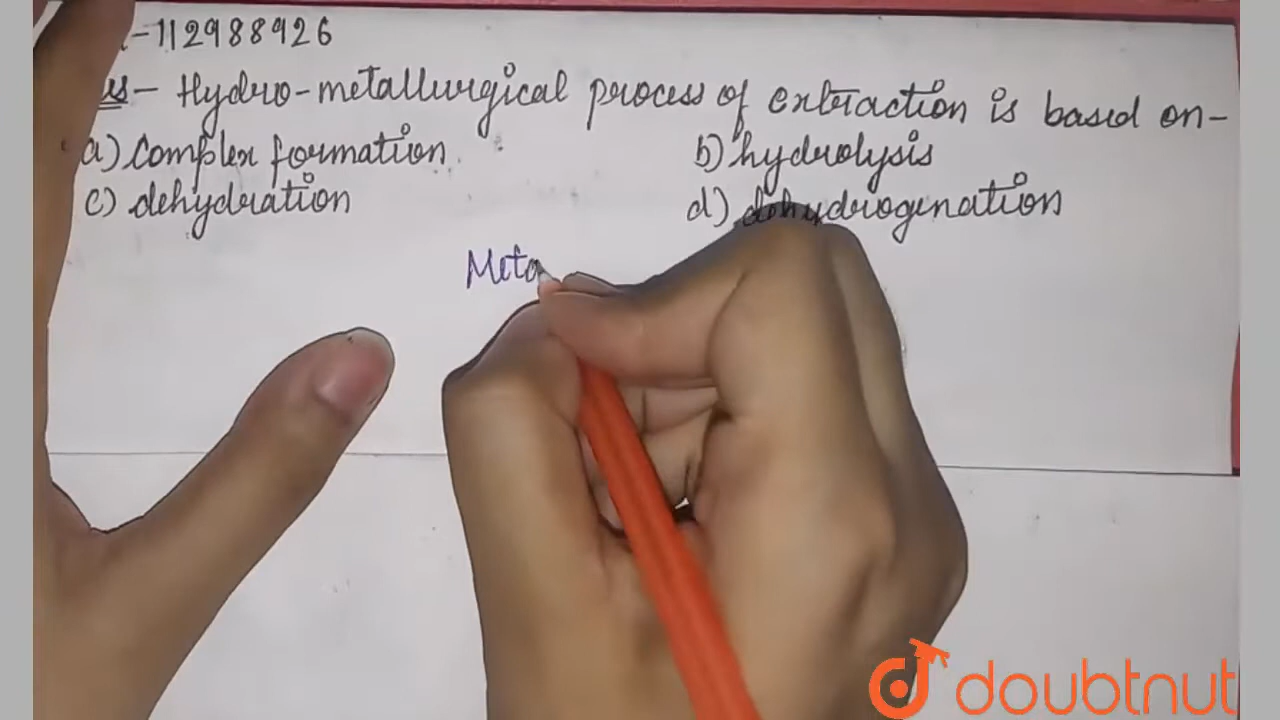 -112988926
- Hydro-metallurgical process of extraction is based on-
a) Complex formation
b) hydrolysis
c) dehydration
d) dehydrogenation
Meta
doubtnut